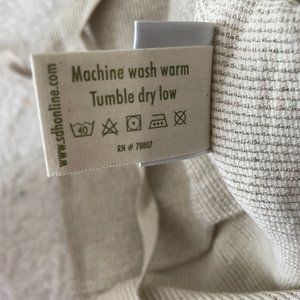 www.sdhonline.com
Machine wash warm
Tumble dry low
40
RN # 78807